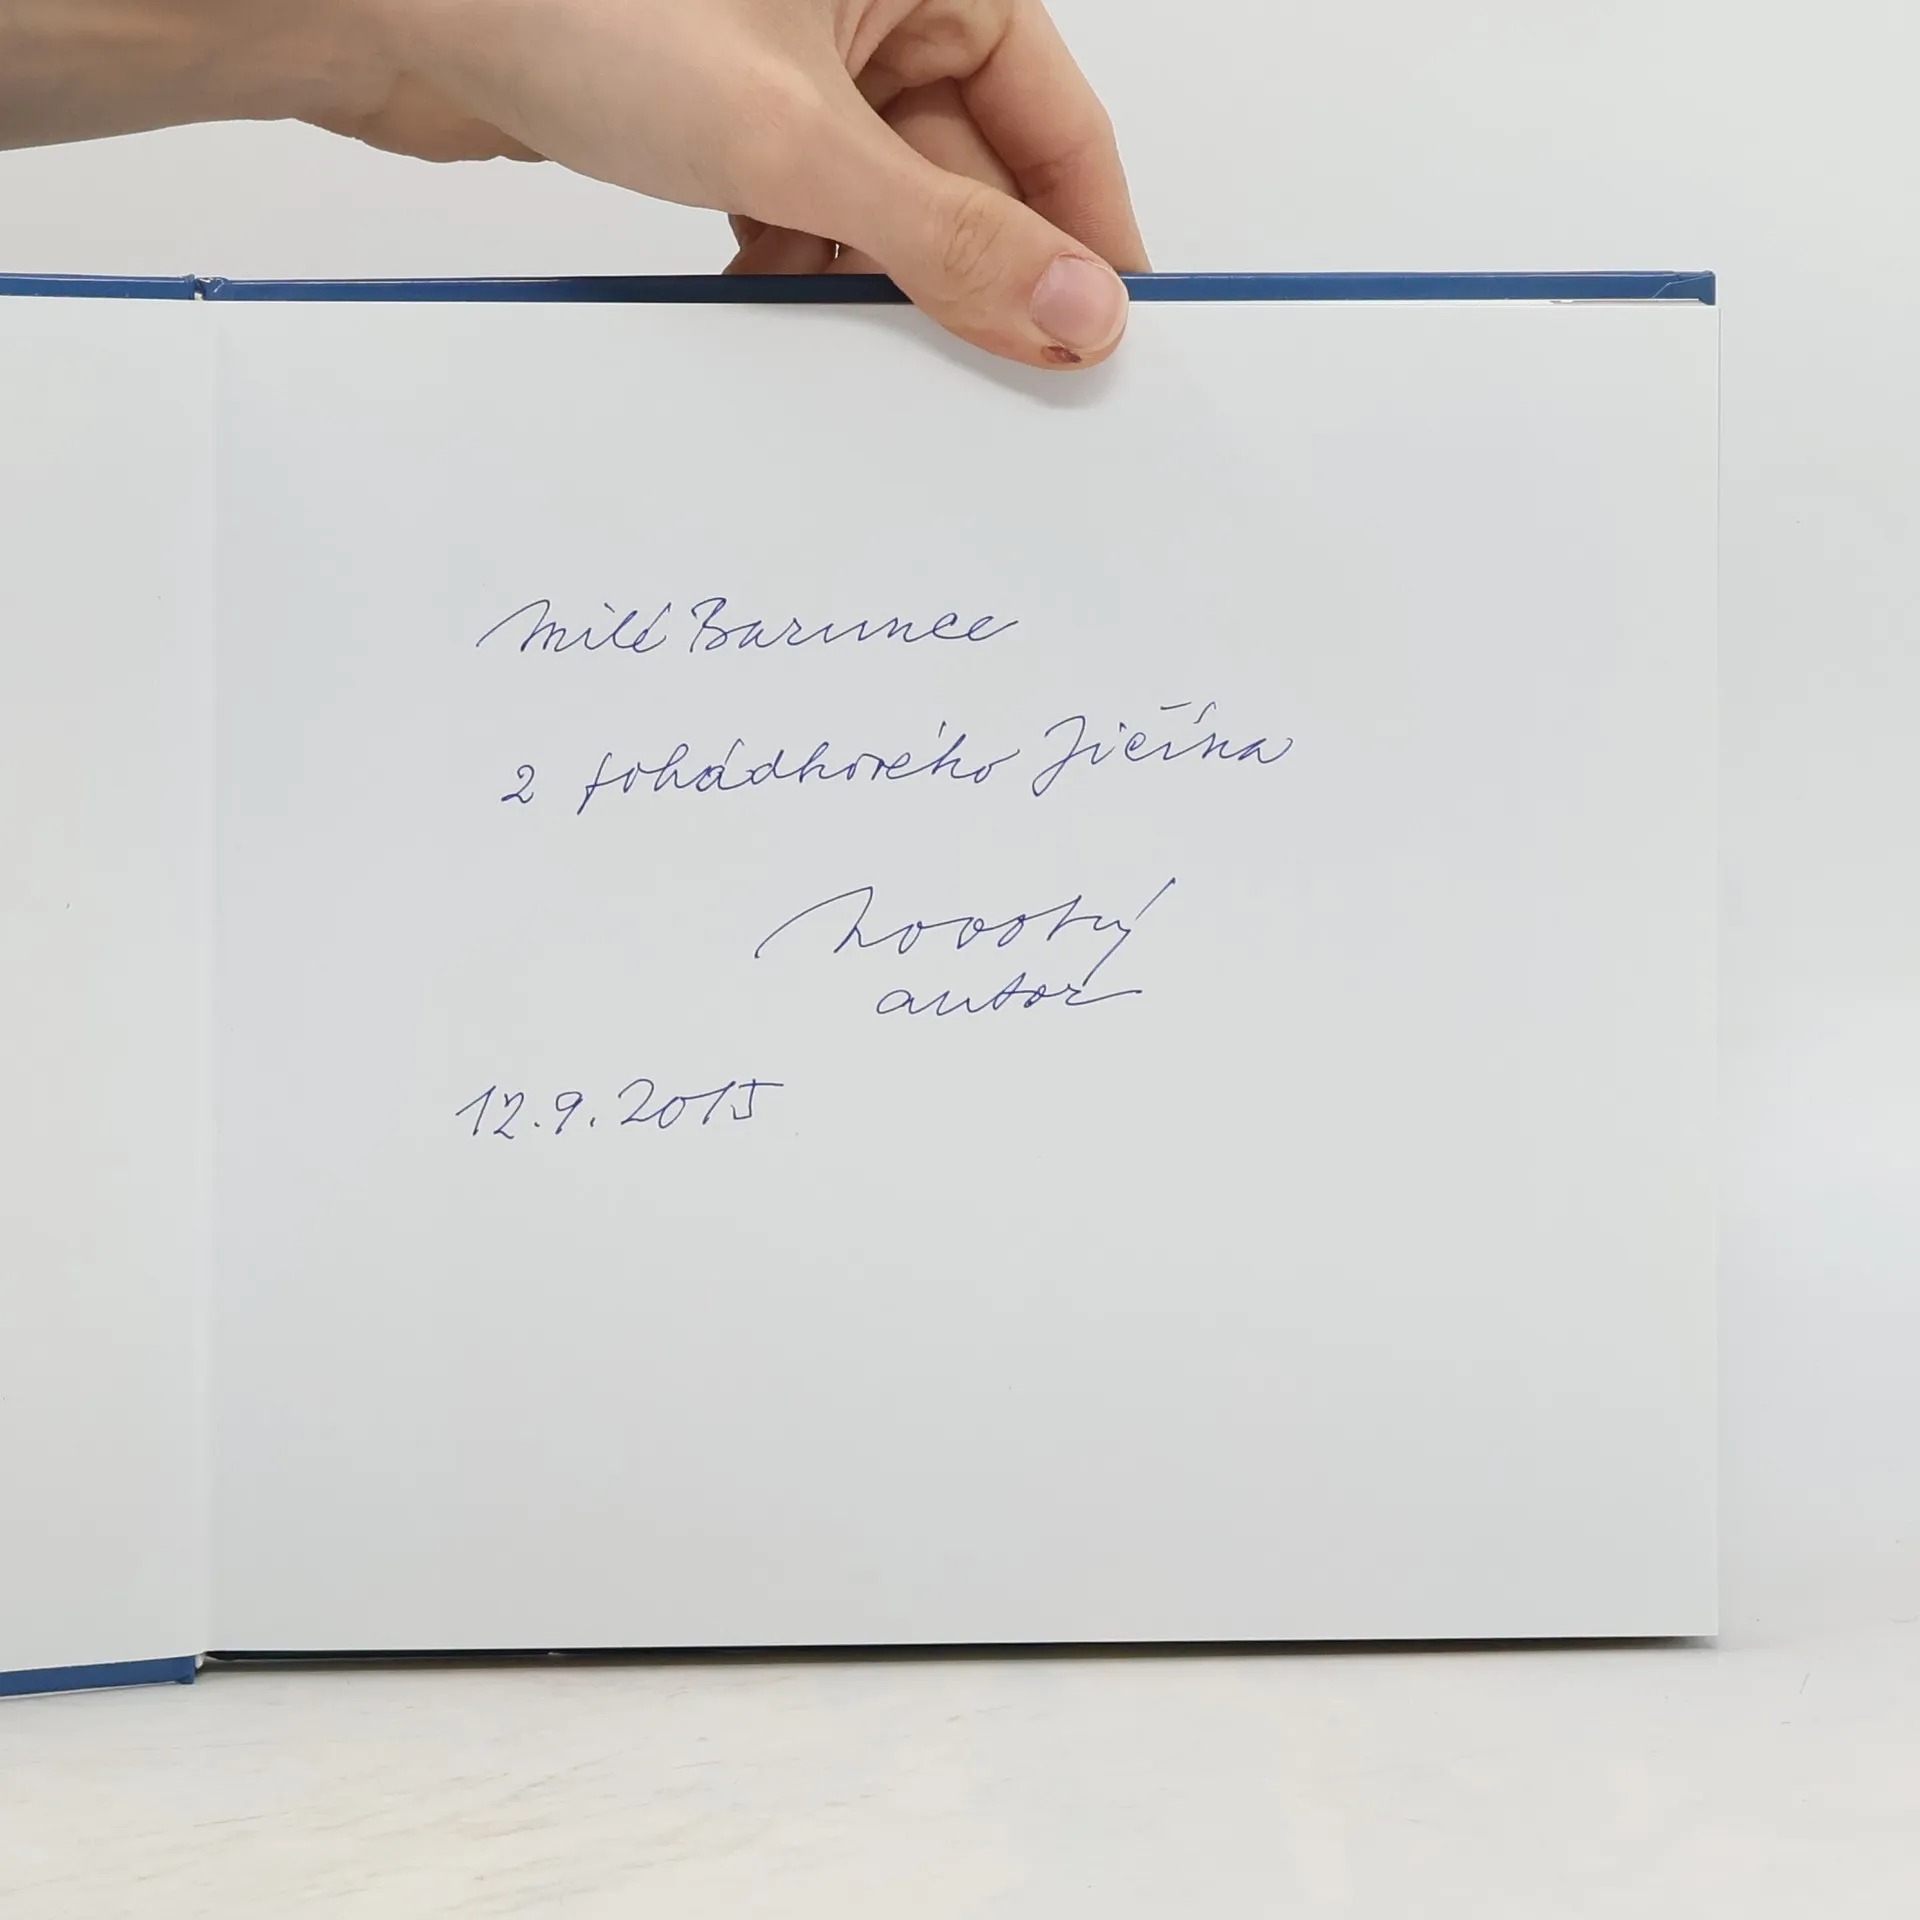 Milé Barunce
z pohádkového Jičína
Novotný
autor
12.9.2015